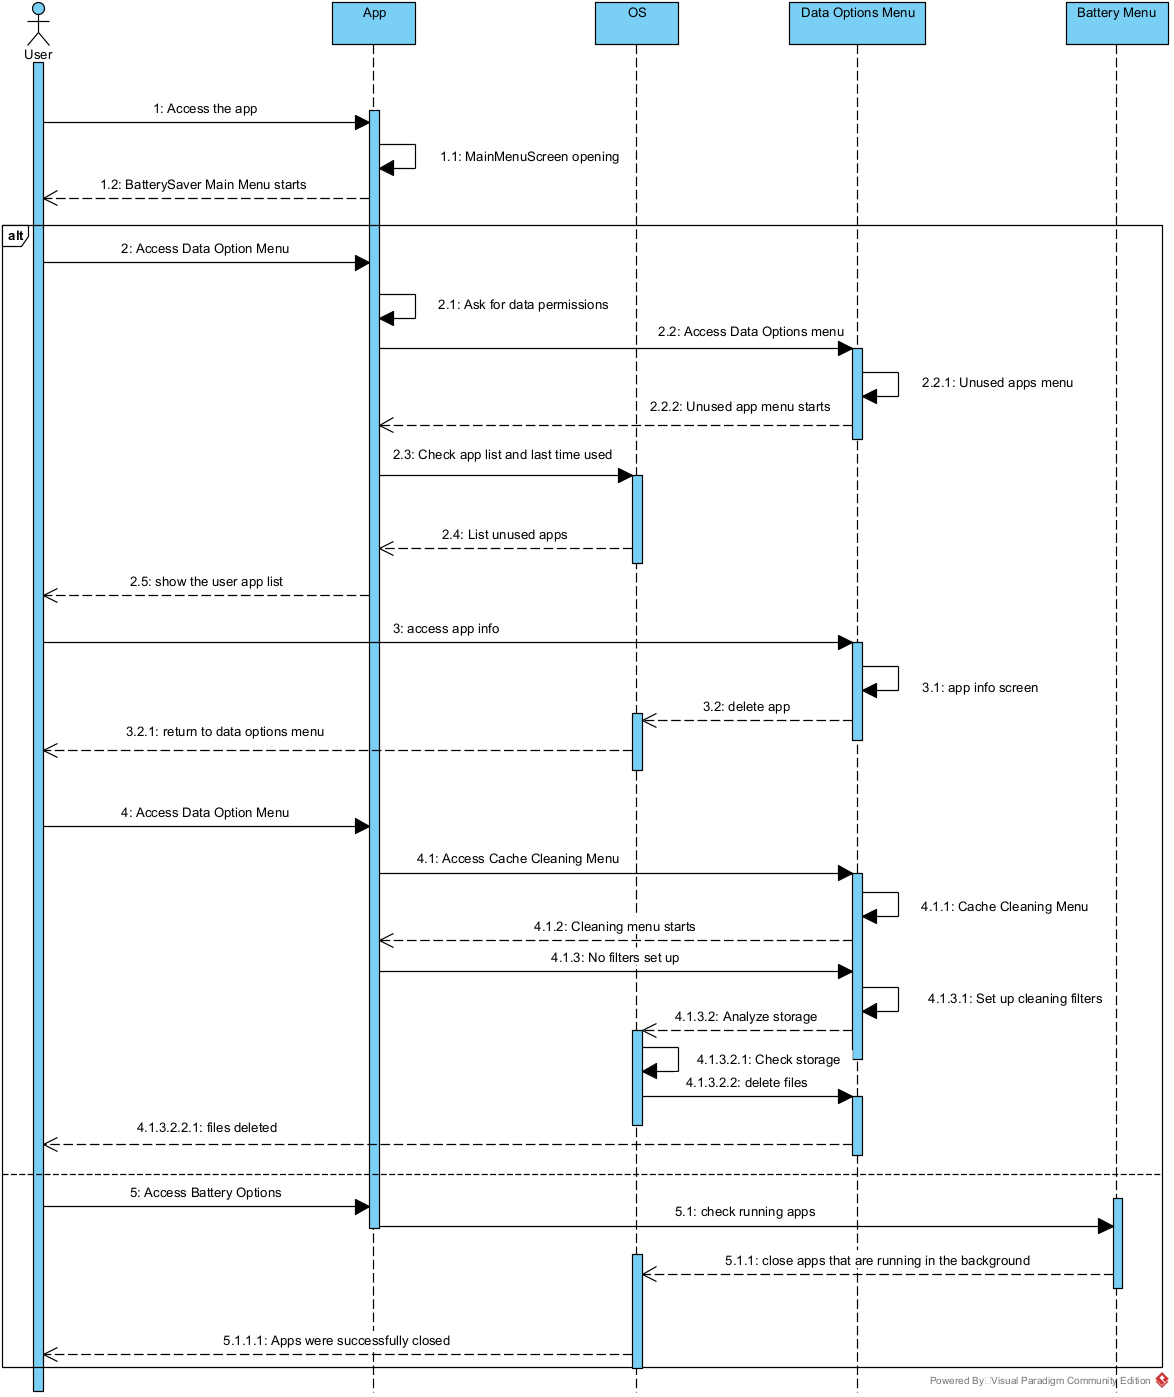 App
OS
Data Options Menu
Battery Menu
User
1: Access the app
1.1: MainMenuScreen opening
1.2: BatterySaver Main Menu starts
alt
2: Access Data Option Menu
2.1: Ask for data permissions
2.2: Access Data Options menu
2.2.1: Unused apps menu
2.2.2: Unused app menu starts
2.3: Check app list and last time used
2.4: List unused apps
2.5: show the user app list
3: access app info
3.1: app info screen
3.2: delete app
3.2.1: return to data options menu
4: Access Data Option Menu
4.1: Access Cache Cleaning Menu
4.1.1: Cache Cleaning Menu
4.1.2: Cleaning menu starts
4.1.3: No filters set up
4.1.3.1: Set up cleaning filters
4.1.3.2: Analyze storage
4.1.3.2.1: Check storage
4.1.3.2.2: delete files
4.1.3.2.2.1: files deleted
5: Access Battery Options
5.1: check running apps
5.1.1: close apps that are running in the background
5.1.1.1: Apps were successfully closed
Powered By Visual Paradigm Community Edition